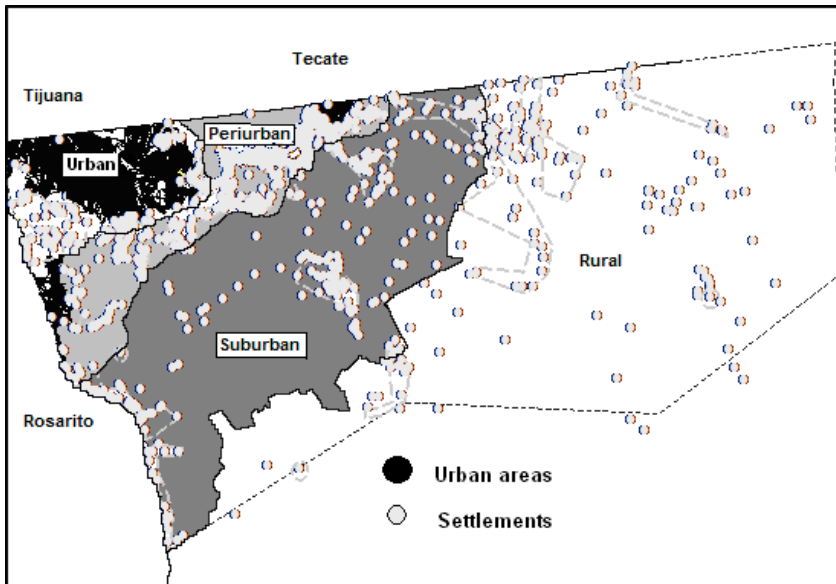 Tecate
Tijuana
Periurban
Urban
Rural
Suburban
Rosarito
Urban areas
Settlements